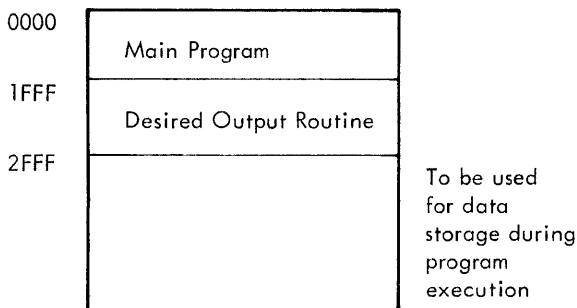 0000
Main Program
1FFF
Desired Output Routine
2FFF
To be used
for data
storage during
program
execution